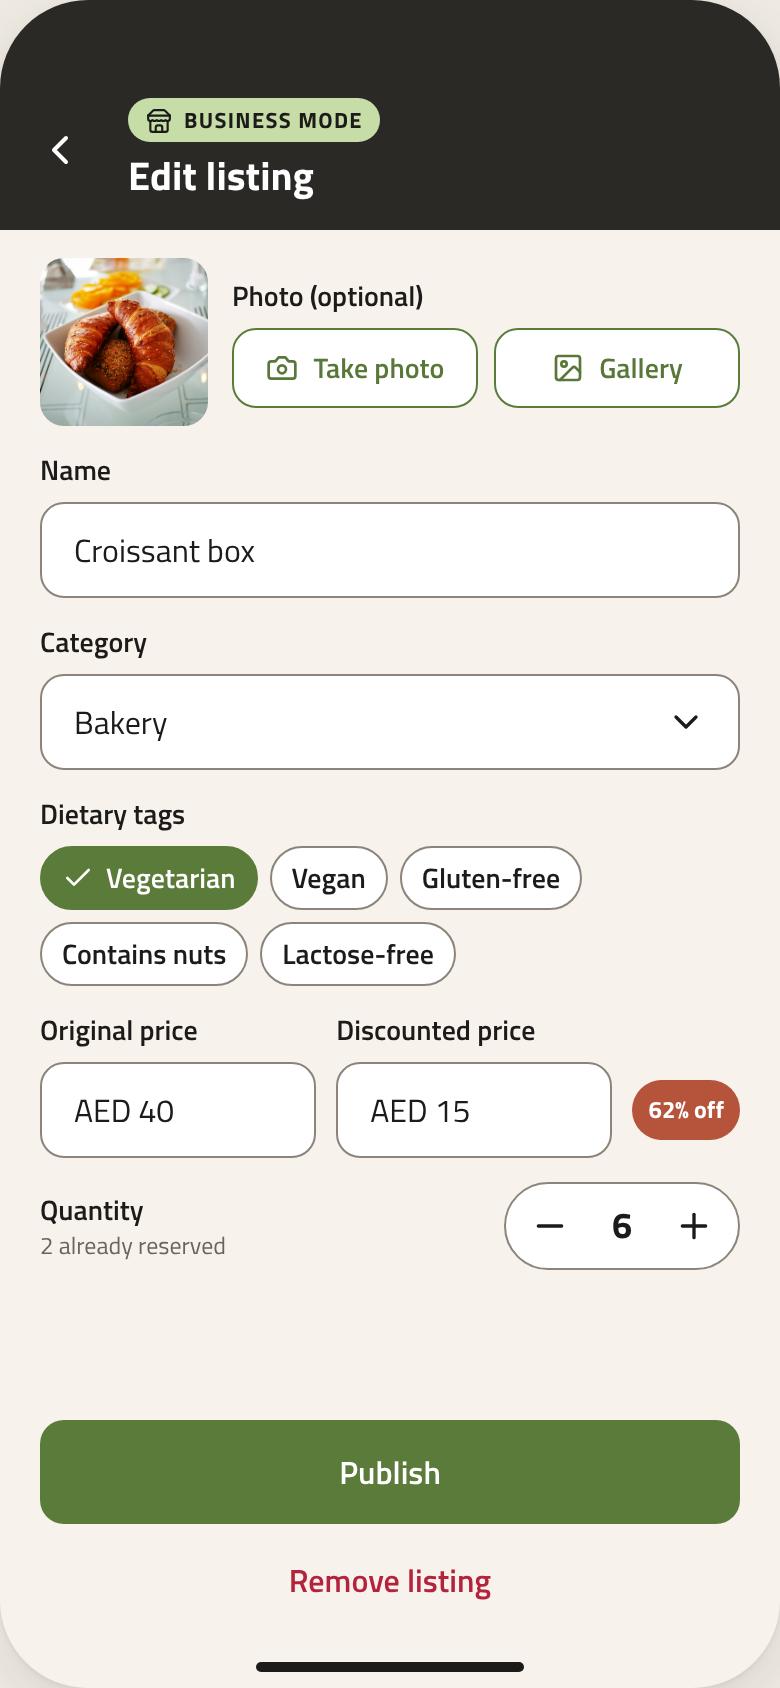 BUSINESS MODE
Edit listing
Photo (optional)
Take photo
Gallery
Name
Croissant box
Category
Bakery
Dietary tags
Vegetarian
Vegan
Gluten-free
Contains nuts
Lactose-free
Original price
Discounted price
AED 40
AED 15
62% off
Quantity
2 already reserved
6
Publish
Remove listing